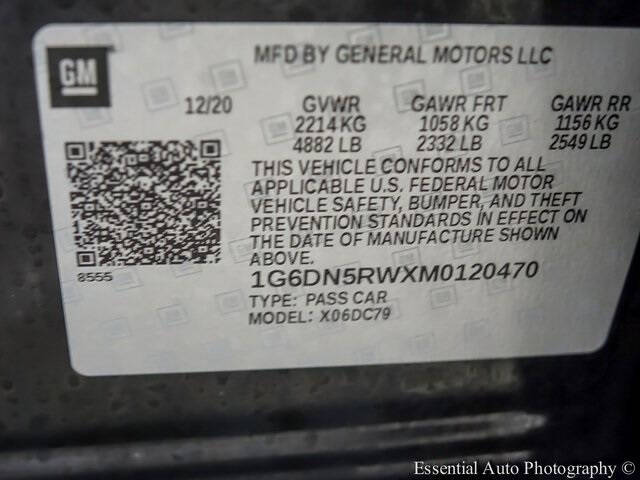 GM
MFD BY GENERAL MOTORS LLC
12/20 GVWR GAWR FRT GAWR RR
2214 KG 1058 KG 1156 KG
4882 LB 2332 LB 2549 LB
THIS VEHICLE CONFORMS TO ALL
APPLICABLE U.S. FEDERAL MOTOR
VEHICLE SAFETY, BUMPER, AND THEFT
PREVENTION STANDARDS IN EFFECT ON
THE DATE OF MANUFACTURE SHOWN
ABOVE.
8555
1G6DN5RWXM0120470
TYPE: PASS CAR
MODEL: X06DC79
Essential Auto Photography ©